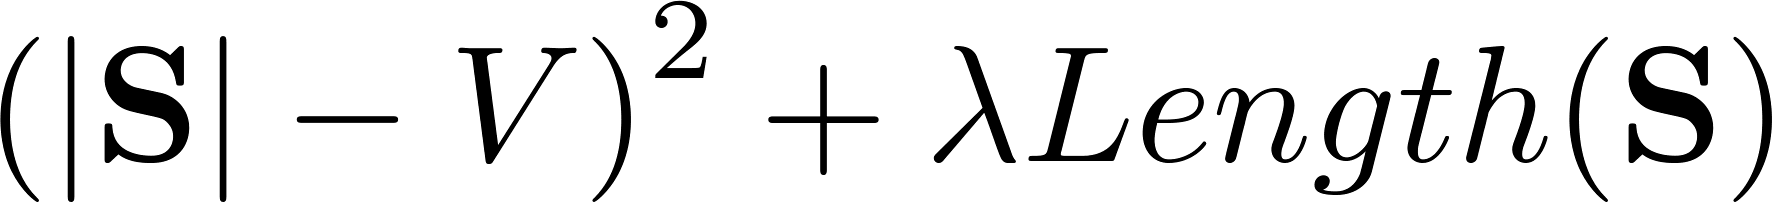 (|S| − V)² + λLength(S)